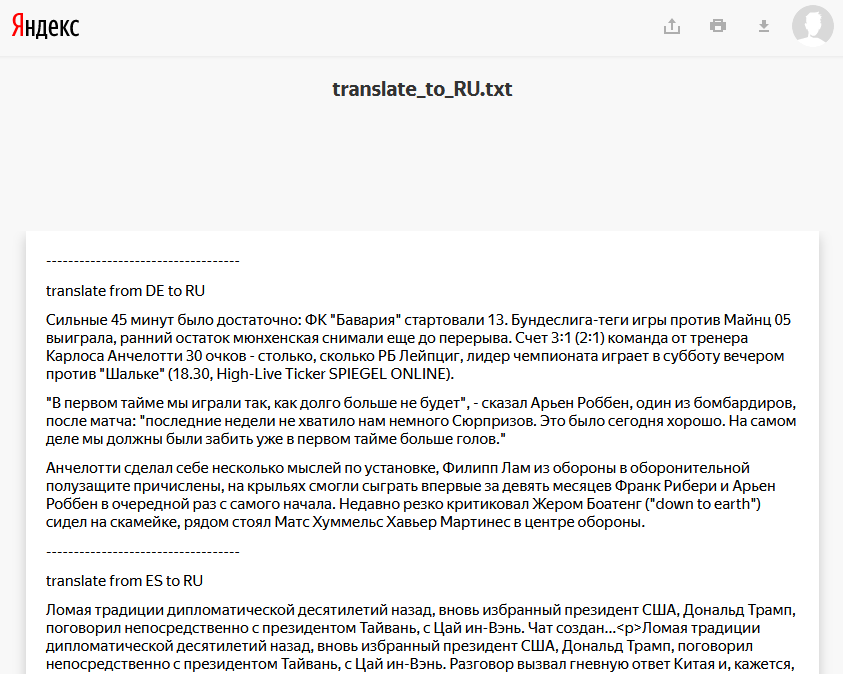 Яндекс
translate_to_RU.txt
-----------------------------------
translate from DE to RU
Сильные 45 минут было достаточно: ФК "Бавария" стартовали 13. Бундеслига-теги игры против Майнц 05
выиграла, ранний остаток мюнхенская снимали еще до перерыва. Счет 3:1 (2:1) команда от тренера
Карлоса Анчелотти 30 очков - столько, сколько РБ Лейпциг, лидер чемпионата играет в субботу вечером
против "Шальке" (18.30, High-Live Ticker SPIEGEL ONLINE).
"В первом тайме мы играли так, как долго больше не будет", - сказал Арьен Роббен, один из бомбардиров,
после матча: "последние недели не хватило нам немного Сюрпризов. Это было сегодня хорошо. На самом
деле мы должны были забить уже в первом тайме больше голов."
Анчелотти сделал себе несколько мыслей по установке, Филипп Лам из обороны в оборонительной
полузащите причислены, на крыльях смогли сыграть впервые за девять месяцев Франк Рибери и Арьен
Роббен в очередной раз с самого начала. Недавно резко критиковал Жером Боатенг ("down to earth")
сидел на скамейке, рядом стоял Матс Хуммельс Хавьер Мартинес в центре обороны.
-----------------------------------
translate from ES to RU
Ломая традиции дипломатической десятилетий назад, вновь избранный президент США, Дональд Трамп,
поговорил непосредственно с президентом Тайвань, с Цай ин-Вэнь. Чат создан...<p>Ломая традиции
дипломатической десятилетий назад, вновь избранный президент США, Дональд Трамп, поговорил
непосредственно с президентом Тайвань, с Цай ин-Вэнь. Разговор вызвал гневную ответ Китая и, кажется,